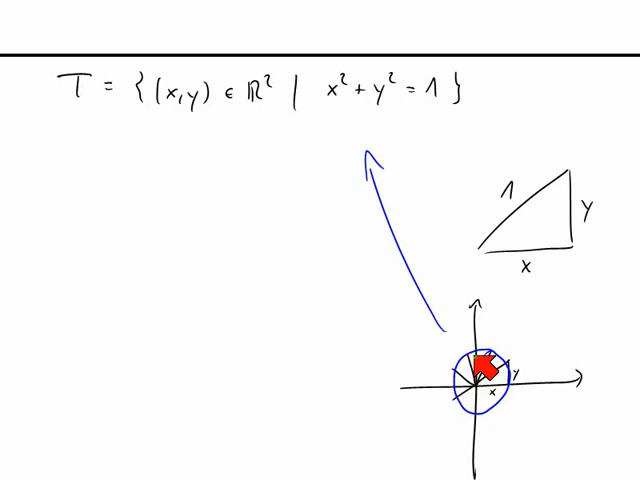 T = { (x,y) ∈ ℝ² | x² + y² = 1 }
1
y
x
y
x